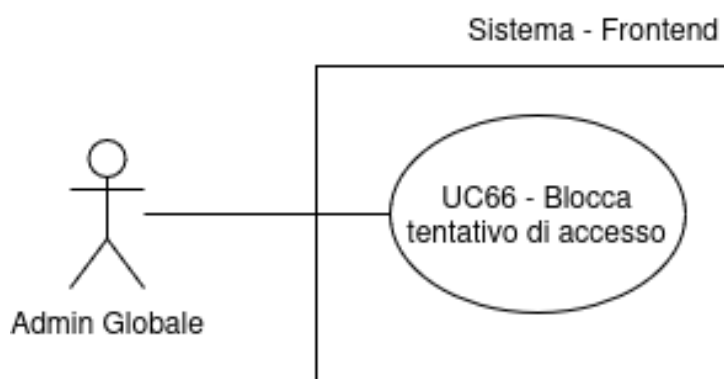 Sistema - Frontend
UC66 - Blocca
tentativo di accesso
Admin Globale